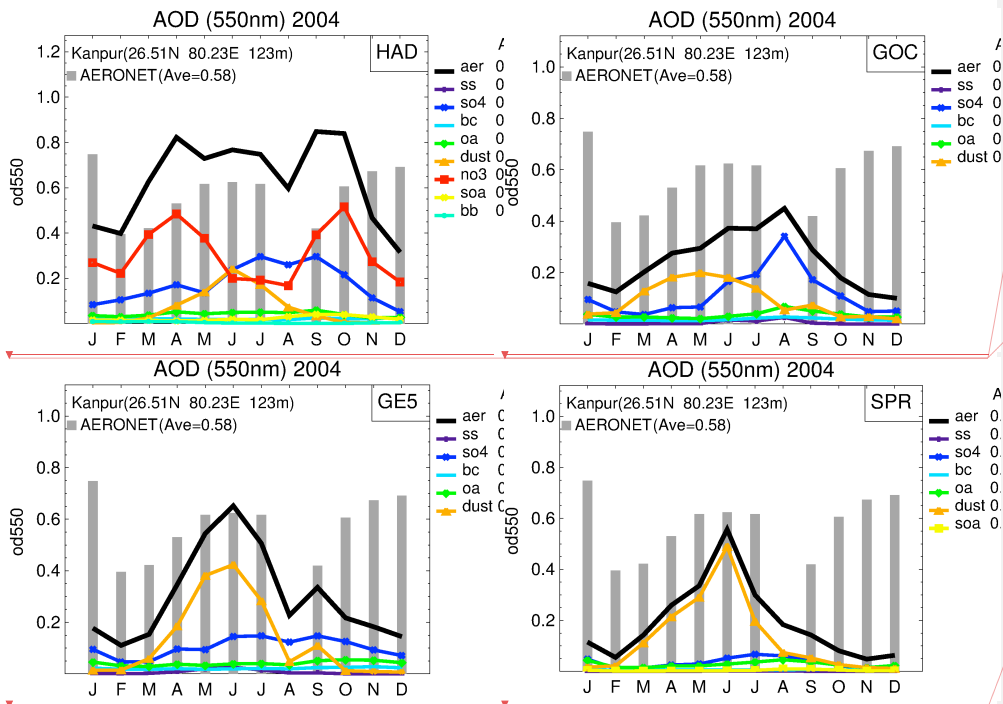 AOD (550nm) 2004
Kanpur(26.51N 80.23E 123m)
HAD
AERONET(Ave=0.58)
od550
1.2
1.0
0.8
0.6
0.4
0.2
J F M A M J J A S O N D
aer 0
ss 0
so4 0
bc 0
oa 0
dust 0
no3 0
soa 0
bb 0
AOD (550nm) 2004
Kanpur(26.51N 80.23E 123m)
GOC
AERONET(Ave=0.58)
od550
1.0
0.8
0.6
0.4
0.2
J F M A M J J A S O N D
aer 0
ss 0
so4 0
bc 0
oa 0
dust 0
AOD (550nm) 2004
Kanpur(26.51N 80.23E 123m)
GE5
AERONET(Ave=0.58)
od550
1.0
0.8
0.6
0.4
0.2
J F M A M J J A S O N D
aer 0
ss 0
so4 0
bc 0
oa 0
dust 0
AOD (550nm) 2004
Kanpur(26.51N 80.23E 123m)
SPR
AERONET(Ave=0.58)
od550
1.0
0.8
0.6
0.4
0.2
J F M A M J J A S O N D
A
aer 0.
ss 0.
so4 0.
bc 0.
oa 0.
dust 0.
soa 0.